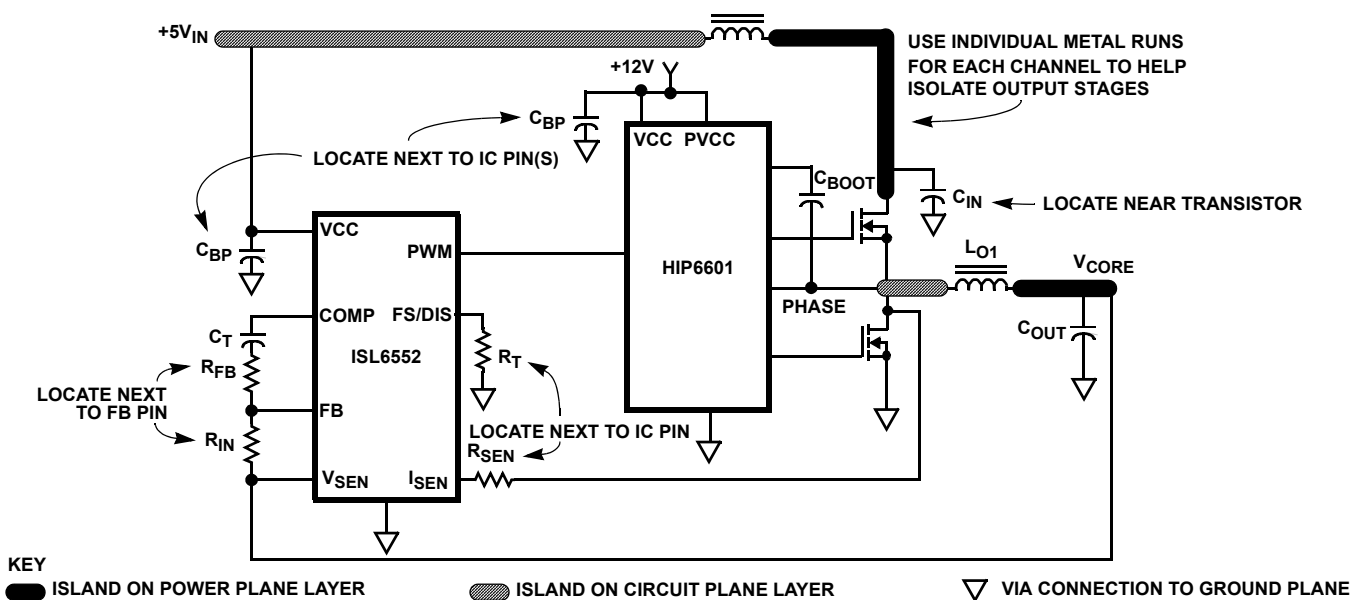 +5VIN
USE INDIVIDUAL METAL RUNS
FOR EACH CHANNEL TO HELP
ISOLATE OUTPUT STAGES
+12V
CBP
VCC PVCC
LOCATE NEXT TO IC PIN(S)
CBOOT
CIN
LOCATE NEAR TRANSISTOR
VCC
CBP
PWM
HIP6601
LO1
VCORE
PHASE
COMP
FS/DIS
CT
ISL6552
RT
COUT
RFB
LOCATE NEXT
TO FB PIN
FB
RIN
LOCATE NEXT TO IC PIN
RSEN
VSEN
ISEN
KEY
ISLAND ON POWER PLANE LAYER
ISLAND ON CIRCUIT PLANE LAYER
VIA CONNECTION TO GROUND PLANE